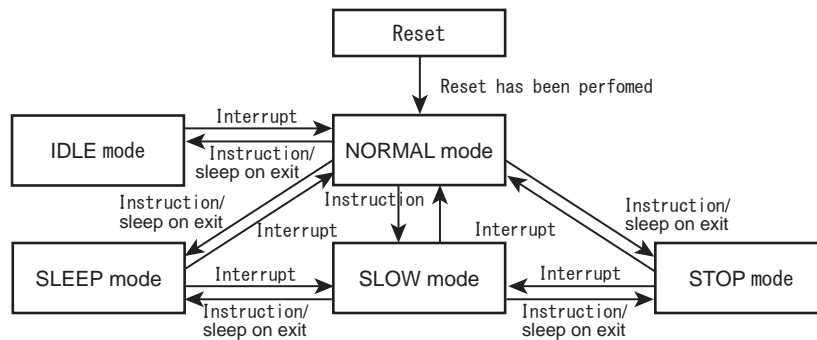 Reset
Reset has been perfomed
Interrupt
IDLE mode
NORMAL mode
Instruction/
sleep on exit
Instruction/
sleep on exit
Instruction
Instruction/
sleep on exit
Interrupt
Interrupt
SLEEP mode
Interrupt
SLOW mode
Interrupt
STOP mode
Instruction/
sleep on exit
Instruction/
sleep on exit